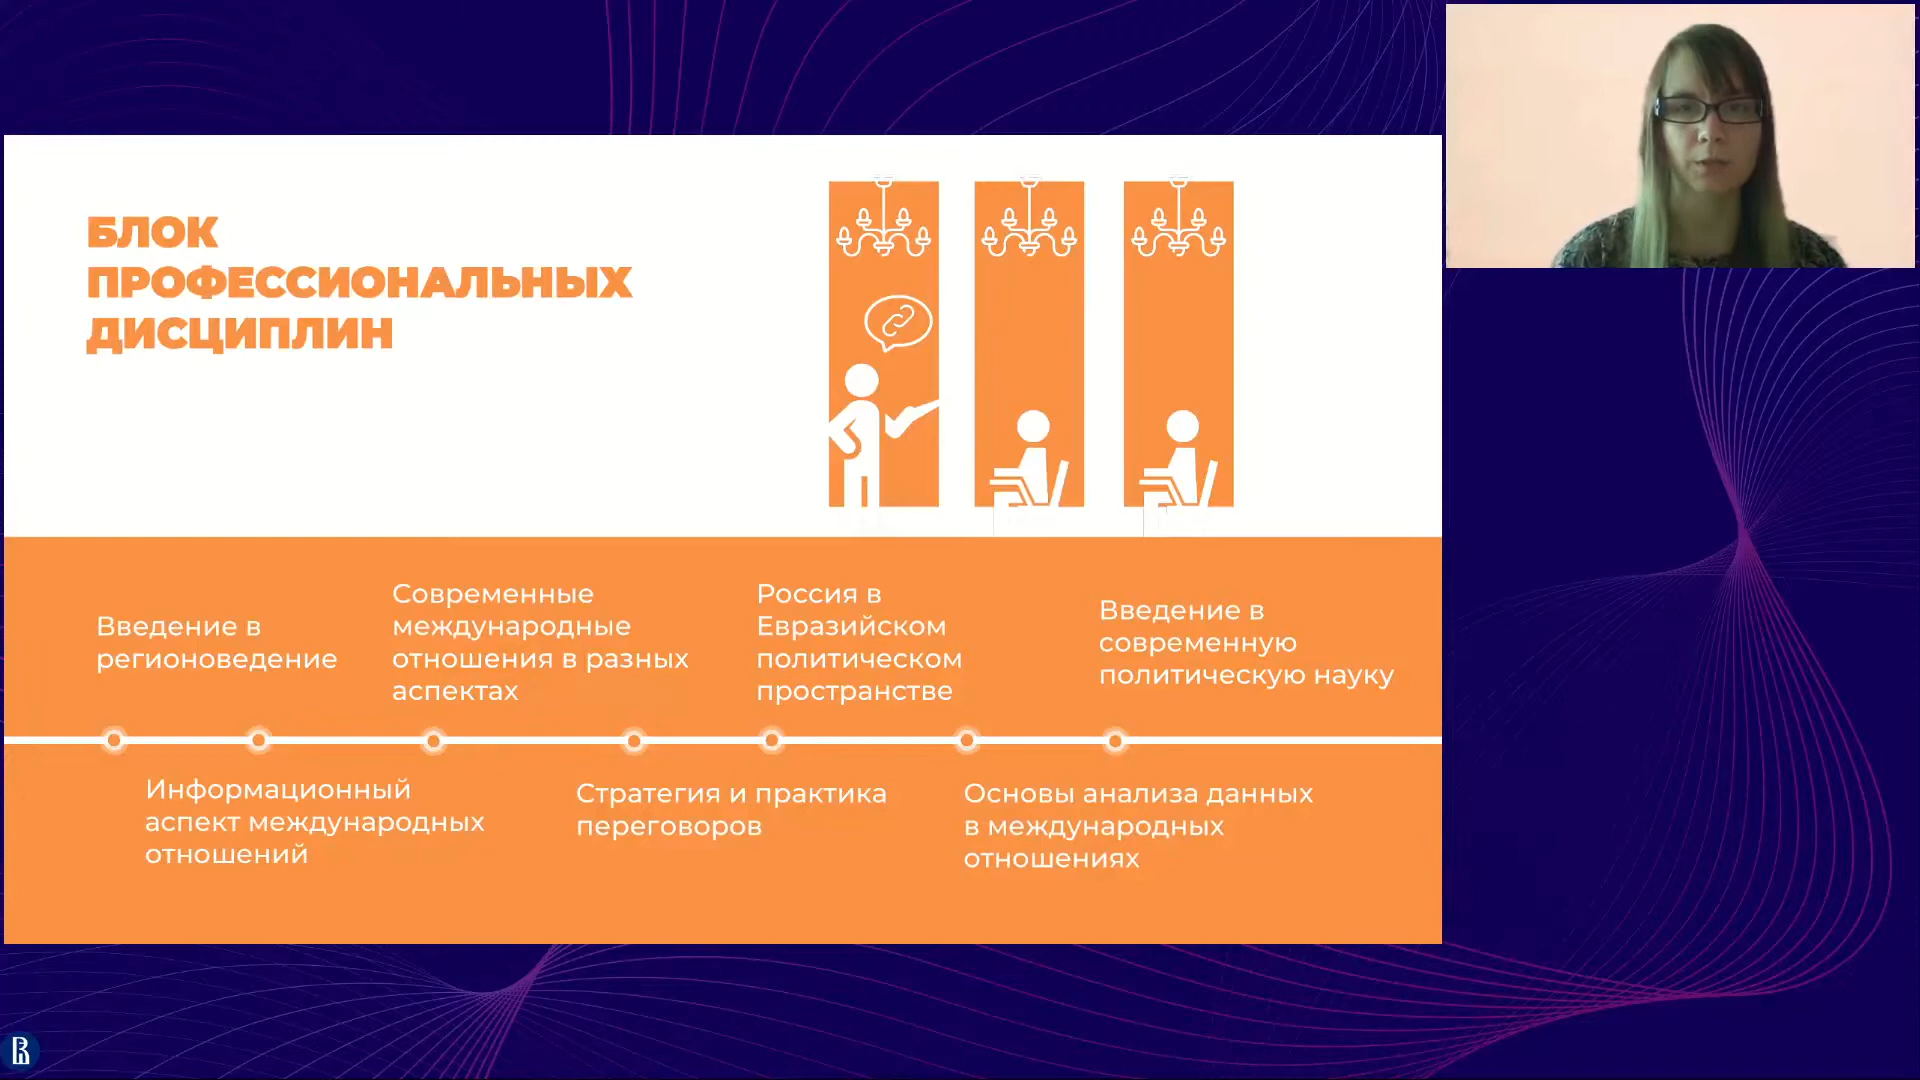 БЛОК
ПРОФЕССИОНАЛЬНЫХ
ДИСЦИПЛИН
Введение в
регионоведение
Современные
международные
отношения в разных
аспектах
Россия в
Евразийском
политическом
пространстве
Введение в
современную
политическую науку
Информационный
аспект международных
отношений
Стратегия и практика
переговоров
Основы анализа данных
в международных
отношениях